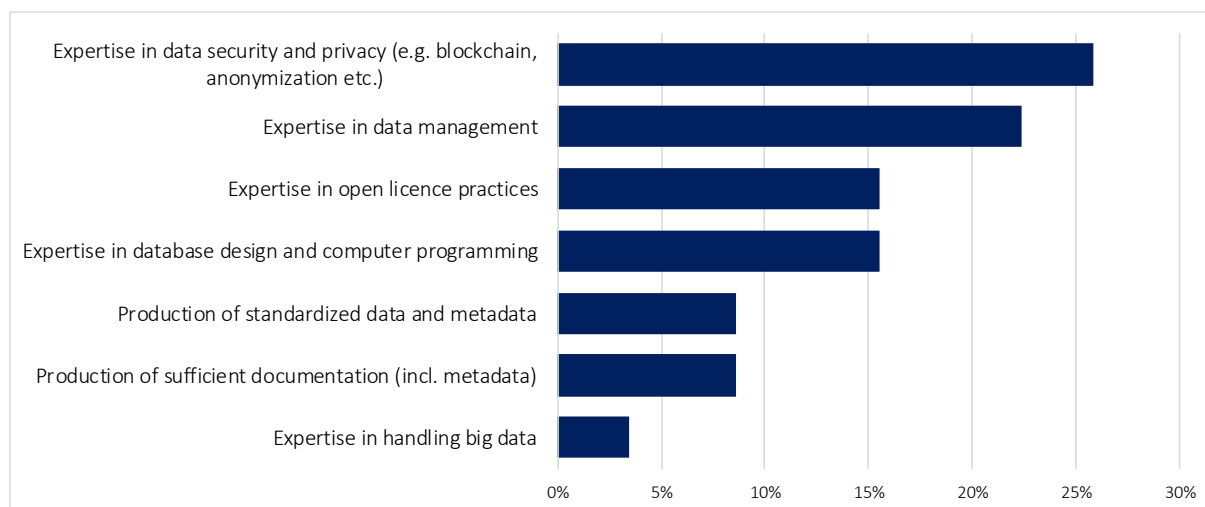 Expertise in data security and privacy (e.g. blockchain,
anonymization etc.)
Expertise in data management
Expertise in open licence practices
Expertise in database design and computer programming
Production of standardized data and metadata
Production of sufficient documentation (incl. metadata)
Expertise in handling big data
0%
5%
10%
15%
20%
25%
30%